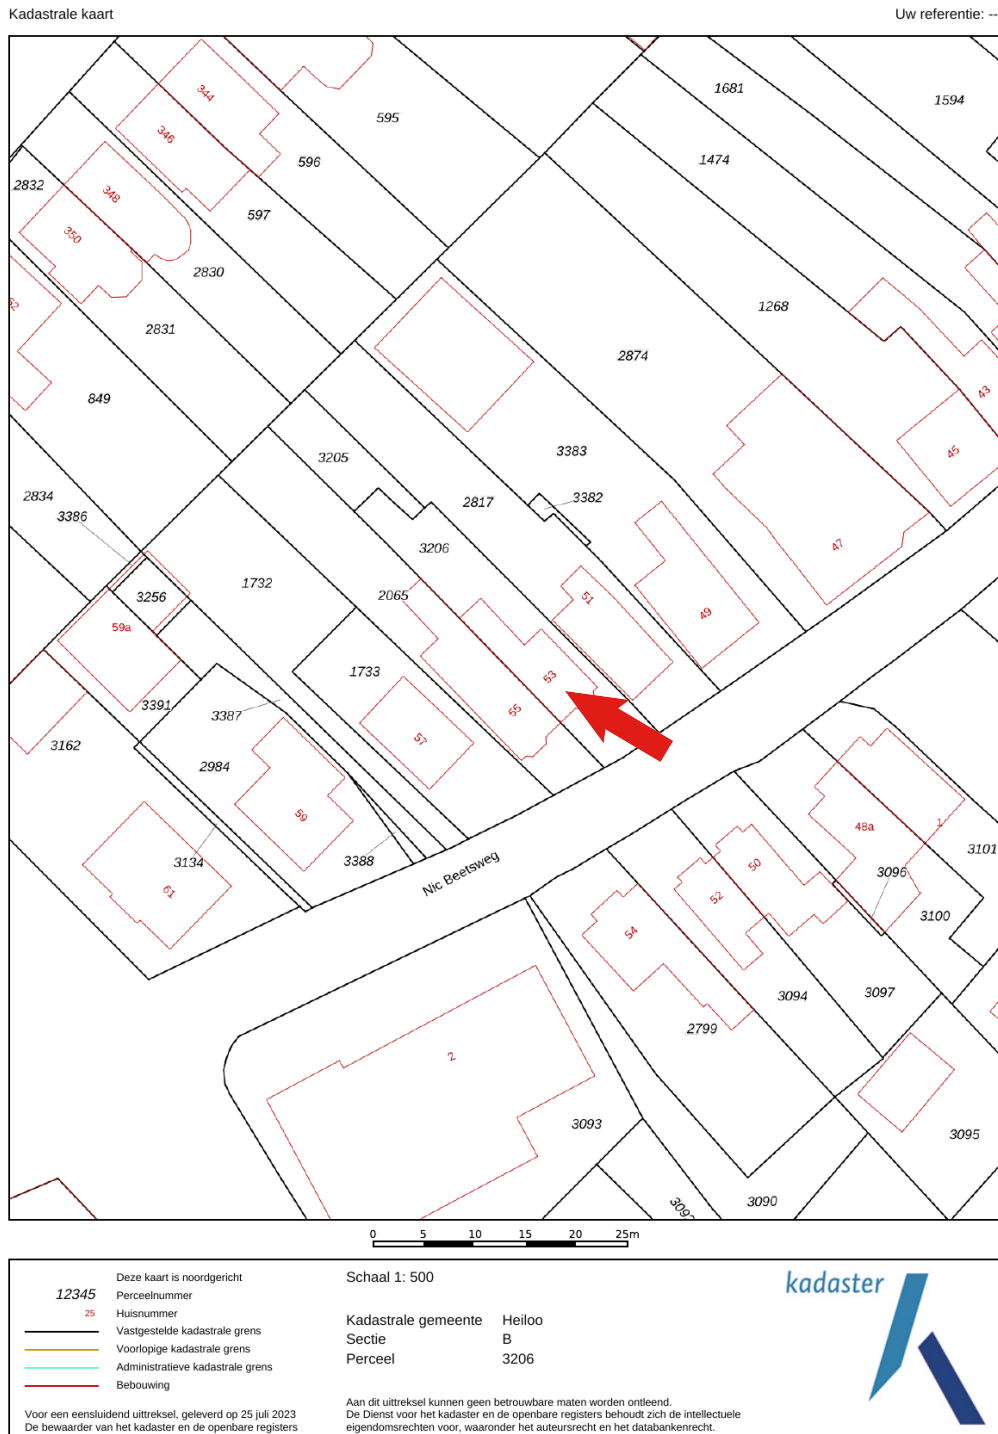 Kadastrale kaart
Uw referentie: --
1681
1594
344
595
346
596
1474
2832
348
597
350
2830
62
1268
2831
2874
43
849
45
3383
3205
2834
2817
3382
3386
3206
47
1732
2065
3256
51
59a
49
1733
53
3391
3387
55
57
3162
2984
59
48a
1
3134
3388
Nic Beetsweg
50
3101
61
3096
52
3100
54
3094
3097
2799
2
3093
3095
3092
3090
0 5 10 15 20 25m
Deze kaart is noordgericht
12345 Perceelnummer
25 Huisnummer
Vastgestelde kadastrale grens
Voorlopige kadastrale grens
Administratieve kadastrale grens
Bebouwing
Voor een eensluidend uittreksel, geleverd op 25 juli 2023
De bewaarder van het kadaster en de openbare registers
Schaal 1: 500
Kadastrale gemeente Heiloo
Sectie B
Perceel 3206
Aan dit uittreksel kunnen geen betrouwbare maten worden ontleend.
De Dienst voor het kadaster en de openbare registers behoudt zich de intellectuele
eigendomsrechten voor, waaronder het auteursrecht en het databankenrecht.
kadaster